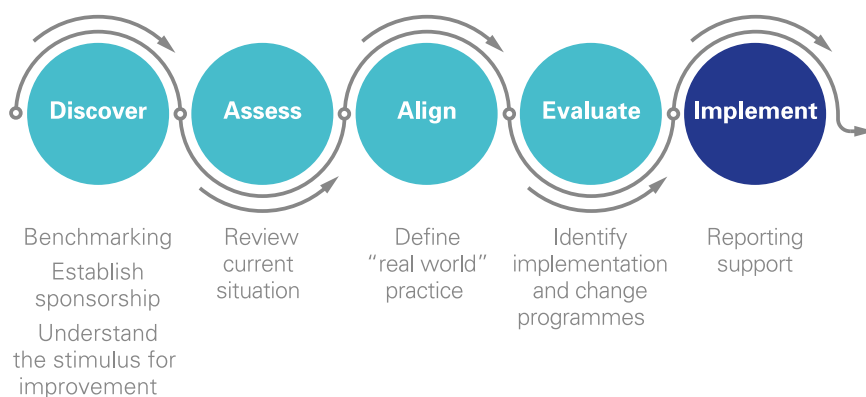 Discover
Assess
Align
Evaluate
Implement
Benchmarking
Establish
sponsorship
Understand
the stimulus for
improvement
Review
current
situation
Define
“real world”
practice
Identify
implementation
and change
programmes
Reporting
support